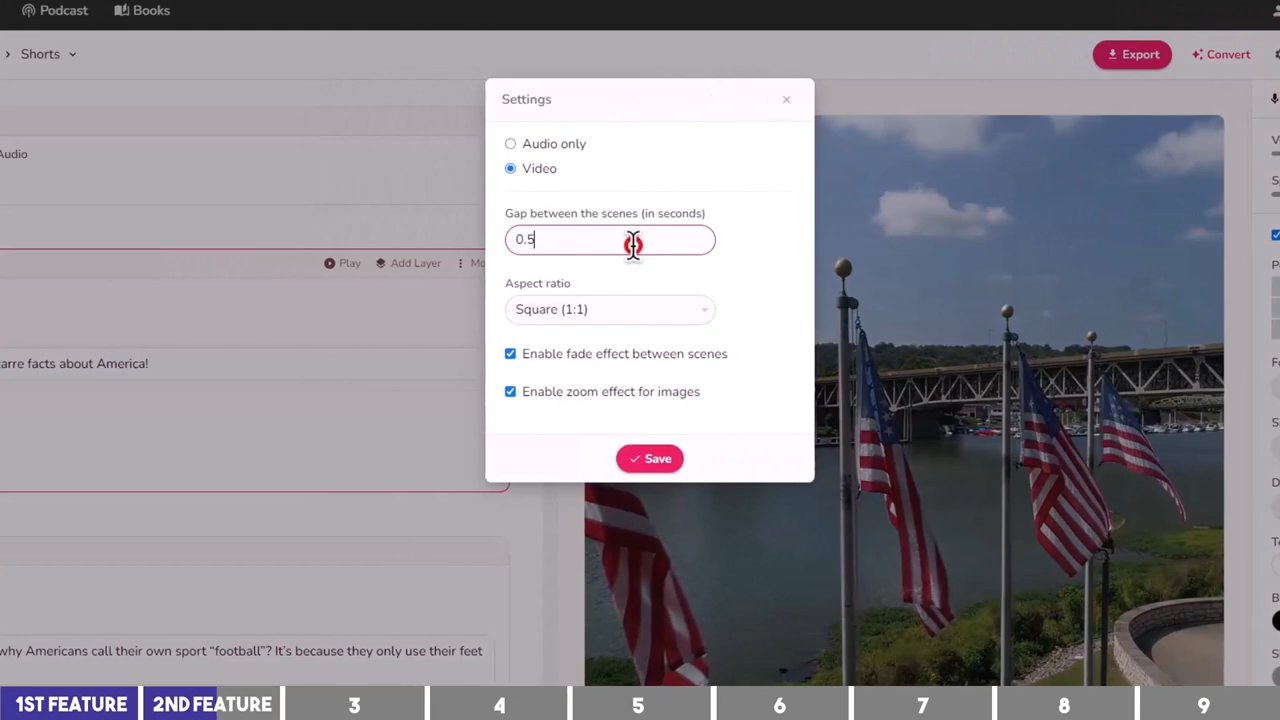 Podcast
Books
Shorts
Export
Convert
Settings
Audio only
Video
Gap between the scenes (in seconds)
0.5
Aspect ratio
Square (1:1)
Enable fade effect between scenes
Enable zoom effect for images
Save
Audio
Play
Add Layer
Mo
zarre facts about America!
why Americans call their own sport “football”? It’s because they only use their feet
1ST FEATURE
2ND FEATURE
3
4
5
6
7
8
9